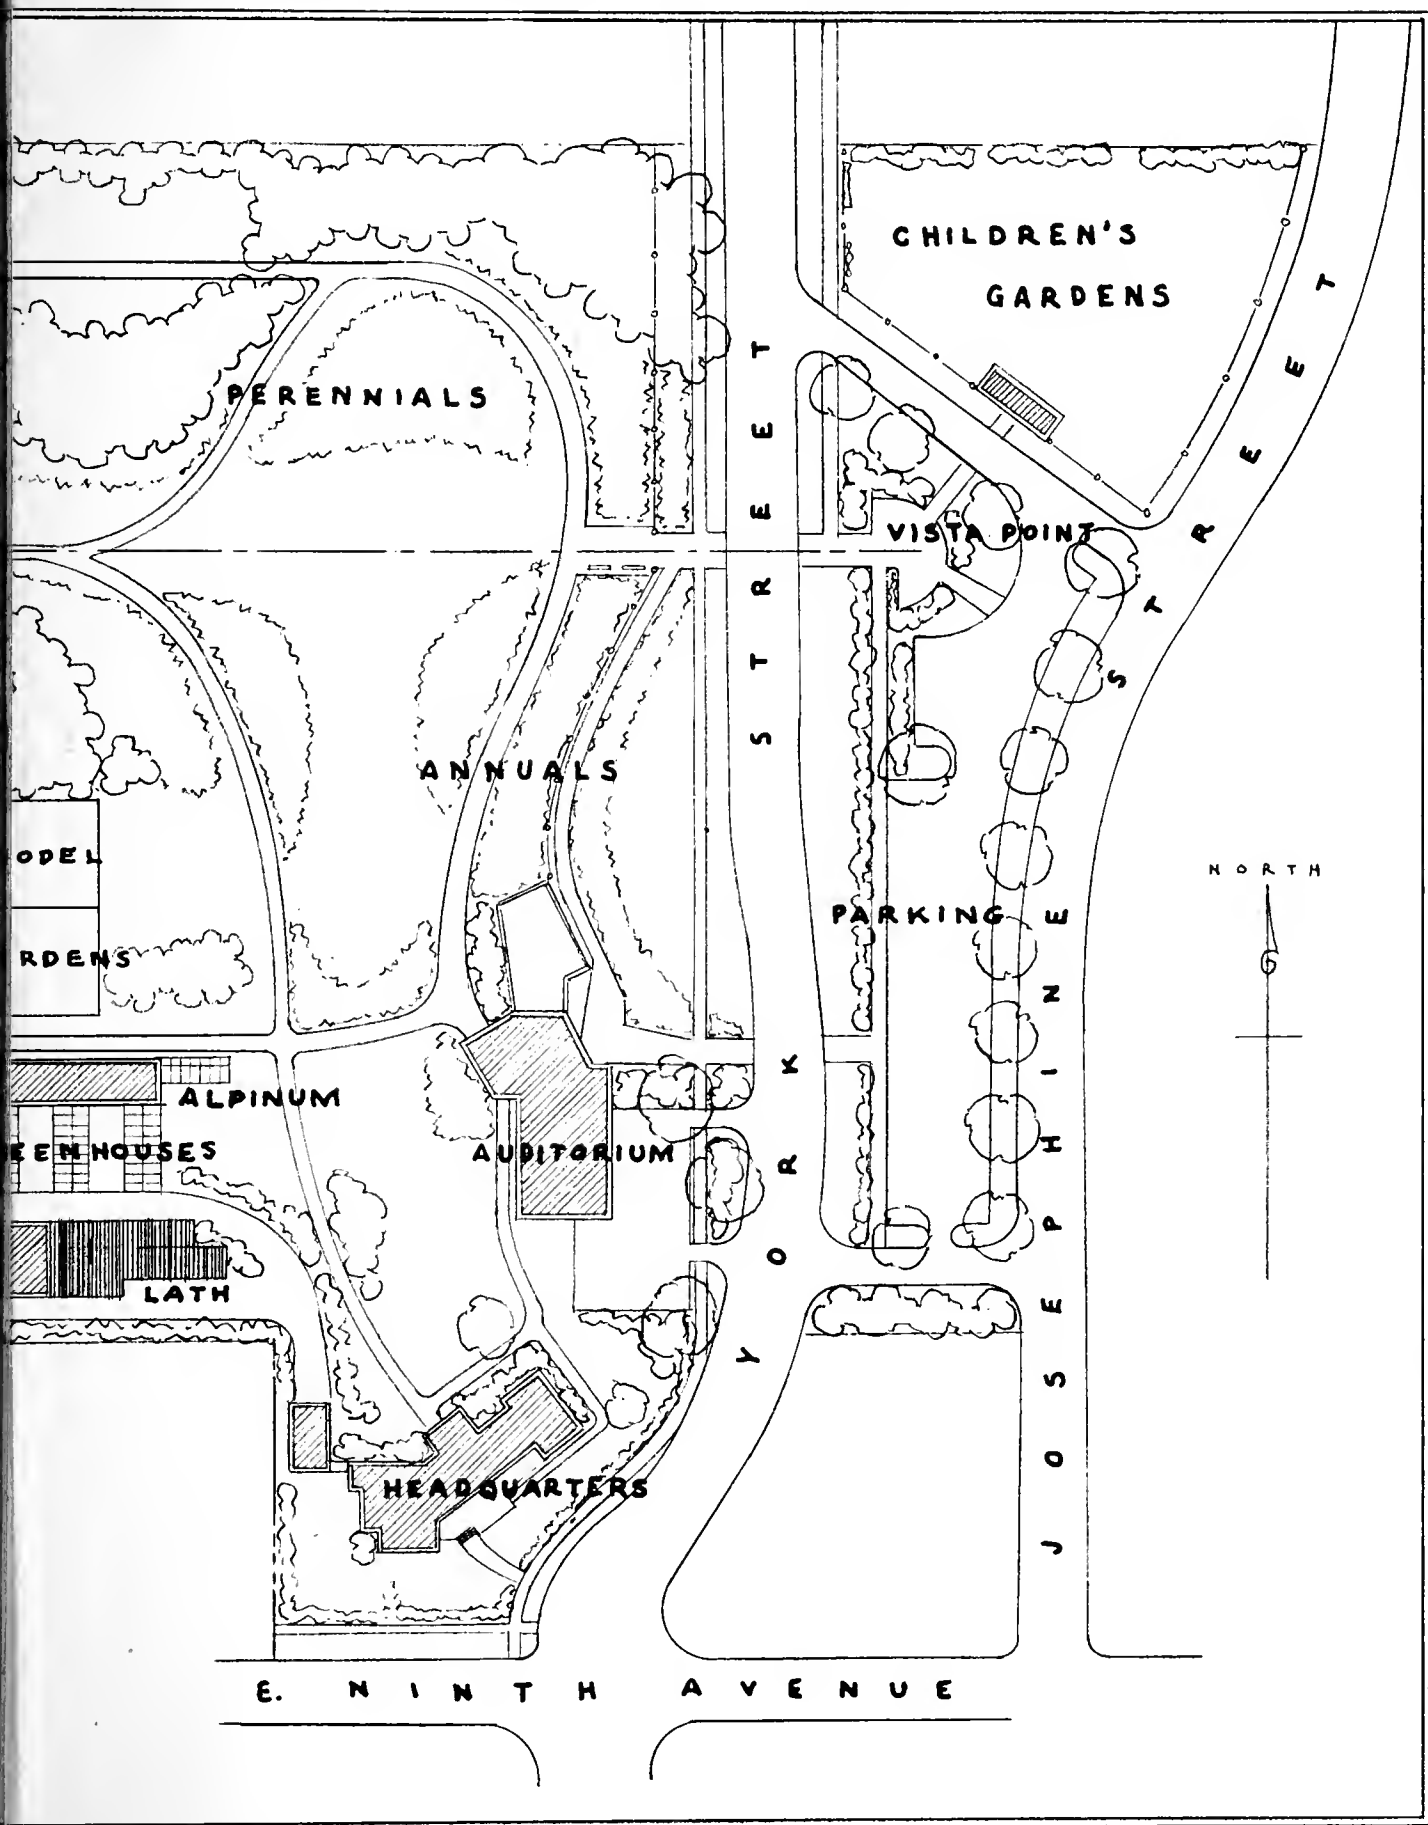 CHILDREN'S
GARDENS
PERENNIALS
VISTA POINT
YORK STREET
JOSEPHINE STREET
ANNUALS
ODEL
RDENS
PARKING
NORTH
ALPINUM
EENHOUSES
AUDITORIUM
LATH
HEADQUARTERS
E. NINTH AVENUE